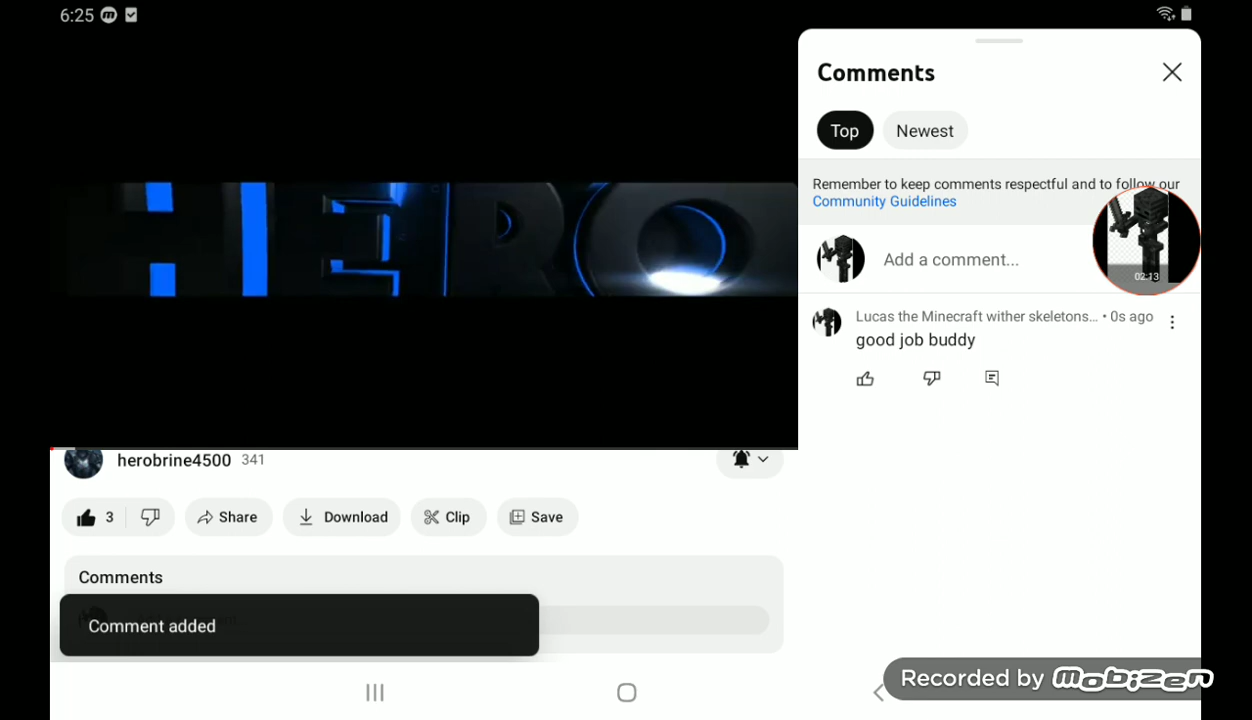 6:25
HERO
Comments
Top
Newest
Remember to keep comments respectful and to follow our
Community Guidelines
Add a comment...
02:13
Lucas the Minecraft wither skeletons... • 0s ago
good job buddy
herobrine4500 341
3
Share
Download
Clip
Save
Comments
Comment added
Recorded by mobizen